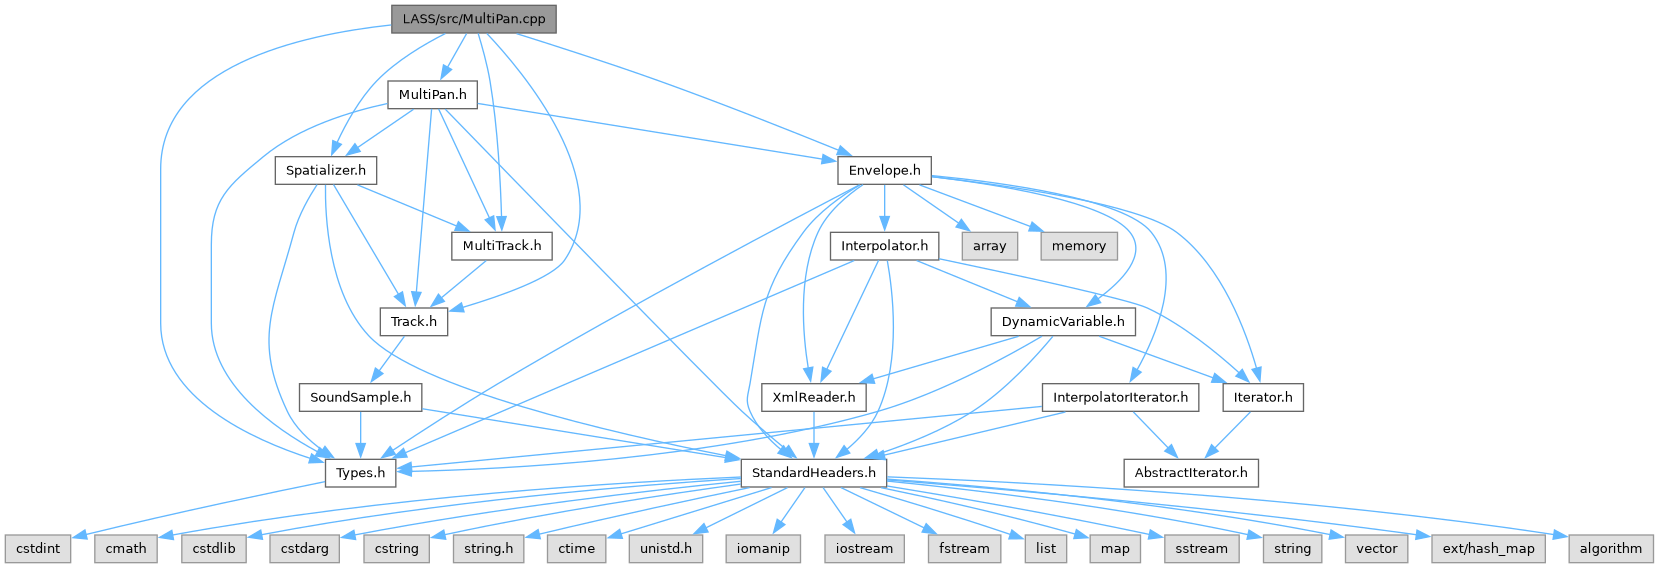 LASS/src/MultiPan.cpp
MultiPan.h
Spatializer.h
Envelope.h
MultiTrack.h
Interpolator.h
array
memory
Track.h
DynamicVariable.h
SoundSample.h
XmlReader.h
InterpolatorIterator.h
Iterator.h
Types.h
StandardHeaders.h
AbstractIterator.h
cstdint
cmath
cstdlib
cstdarg
cstring
string.h
ctime
unistd.h
iomanip
iostream
fstream
list
map
sstream
string
vector
ext/hash_map
algorithm